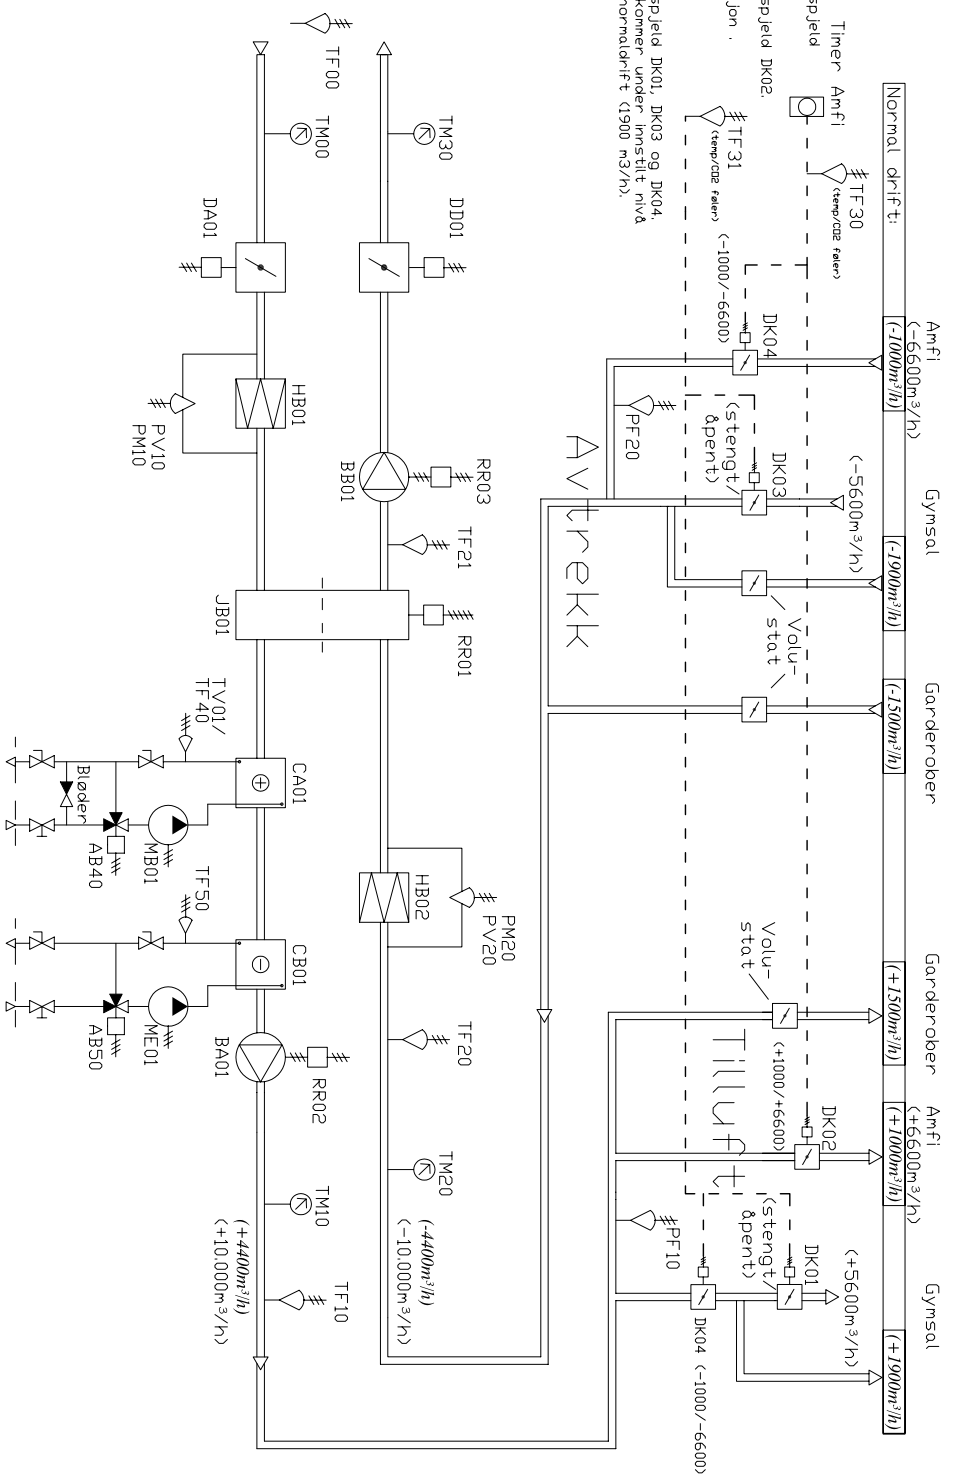 Normal drift:
Amfi
(-6600m³/h)
(-1000m³/h)
Gymsal
(-5600m³/h)
(-1900m³/h)
Garderober
(-1500m³/h)
Garderober
(+1500m³/h)
Amfi
(+6600m³/h)
(+1000m³/h)
Gymsal
(+5600m³/h)
(+1900m³/h)
Timer Amfi
TF30
(temp/CO2 føler)
TF31
(temp/CO2 føler)
spjeld
spjeld DK02.
jon .
spjeld DK01, DK03 og DK04.
kommer under innstilt nivå
normaldrift (1900 m3/h).
DK04
(-1000/-6600)
DK03
(stengt
åpent)
Volu-
stat
PF20
Avtrekk
Volu-
stat
(+1000/+6600)
DK02
Tilluft
DK01
(stengt
åpent)
DK04 (-1000/-6600)
PF10
TF00
TM30
DD01
BB01
RR03
TF21
RR01
HB02
PM20
PV20
TF20
TM20
(-4400m³/h)
(-10.000m³/h)
TM00
DA01
HB01
PV10
PM10
JB01
TV01/
TF40
CA01
Bløder
AB40
MB01
TF50
CB01
AB50
ME01
BA01
RR02
TM10
(+4400m³/h)
(+10.000m³/h)
TF10